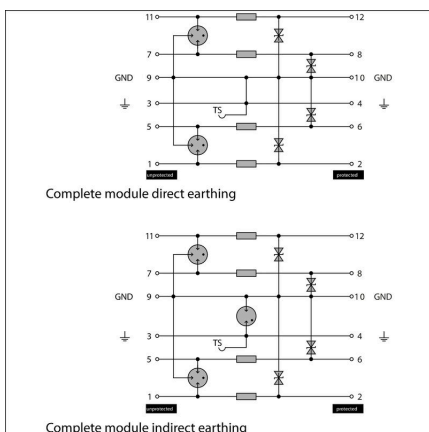 11 12
7 8
GND 9 10 GND
3 4
TS
5 6
1 2
unprotected protected
Complete module direct earthing
11 12
7 8
GND 9 10 GND
3 4
TS
5 6
1 2
unprotected protected
Complete module indirect earthing